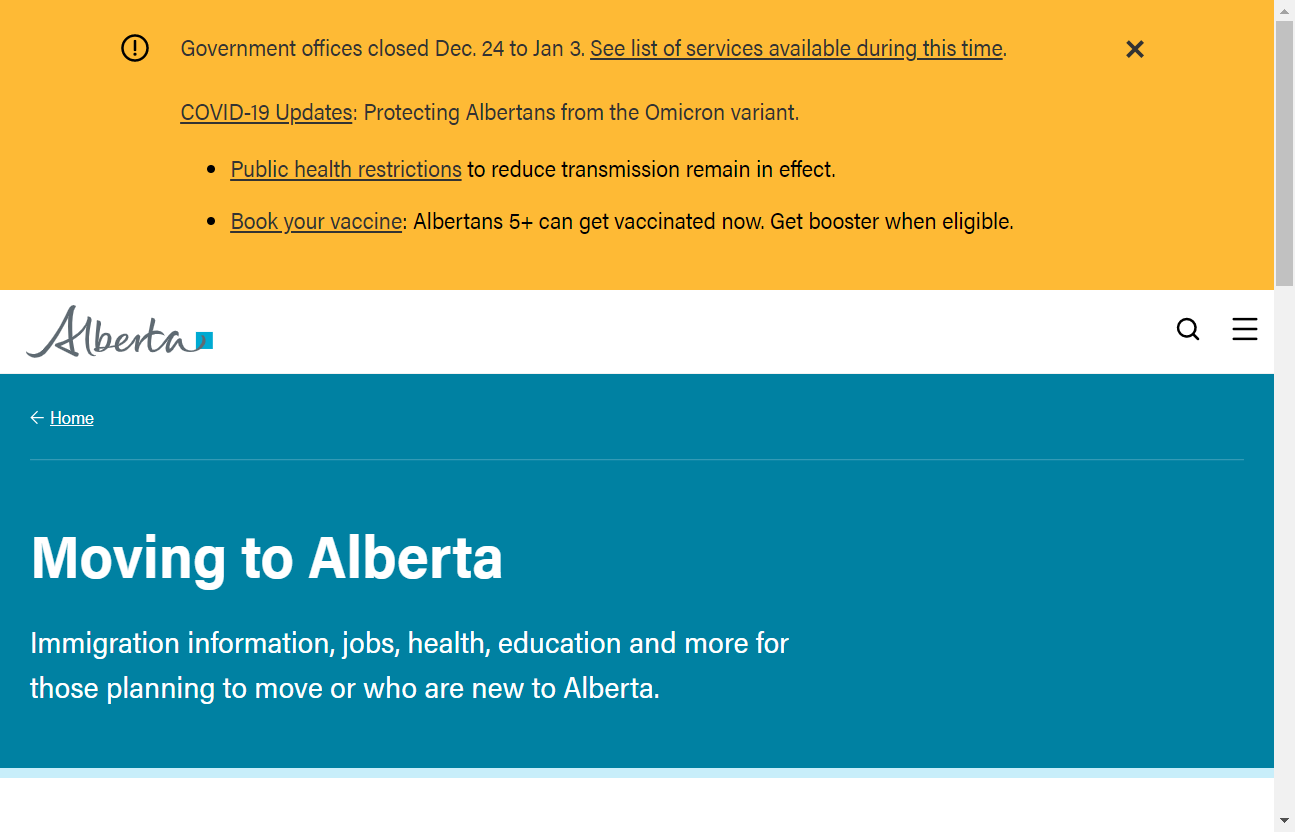 Government offices closed Dec. 24 to Jan 3. See list of services available during this time.
COVID-19 Updates: Protecting Albertans from the Omicron variant.
• Public health restrictions to reduce transmission remain in effect.
• Book your vaccine: Albertans 5+ can get vaccinated now. Get booster when eligible.
Alberta
← Home
Moving to Alberta
Immigration information, jobs, health, education and more for
those planning to move or who are new to Alberta.